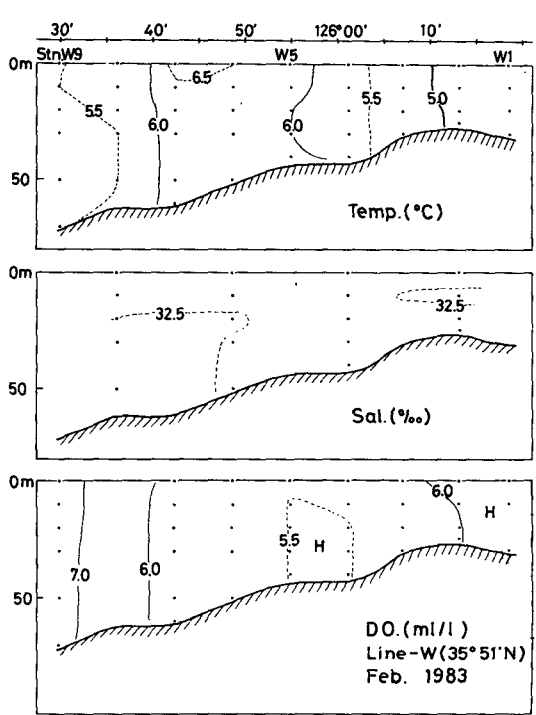 30' 40' 50' 126°00' 10'
StnW9 W5 W1
0m
6.5
5.5 5.5 5.0
6.0 6.0
50
Temp.(°C)
0m
32.5 32.5
50
Sal.(‰)
0m
6.0
H
5.5 H
7.0 6.0
50
DO.(ml/l)
Line-W(35°51'N)
Feb. 1983